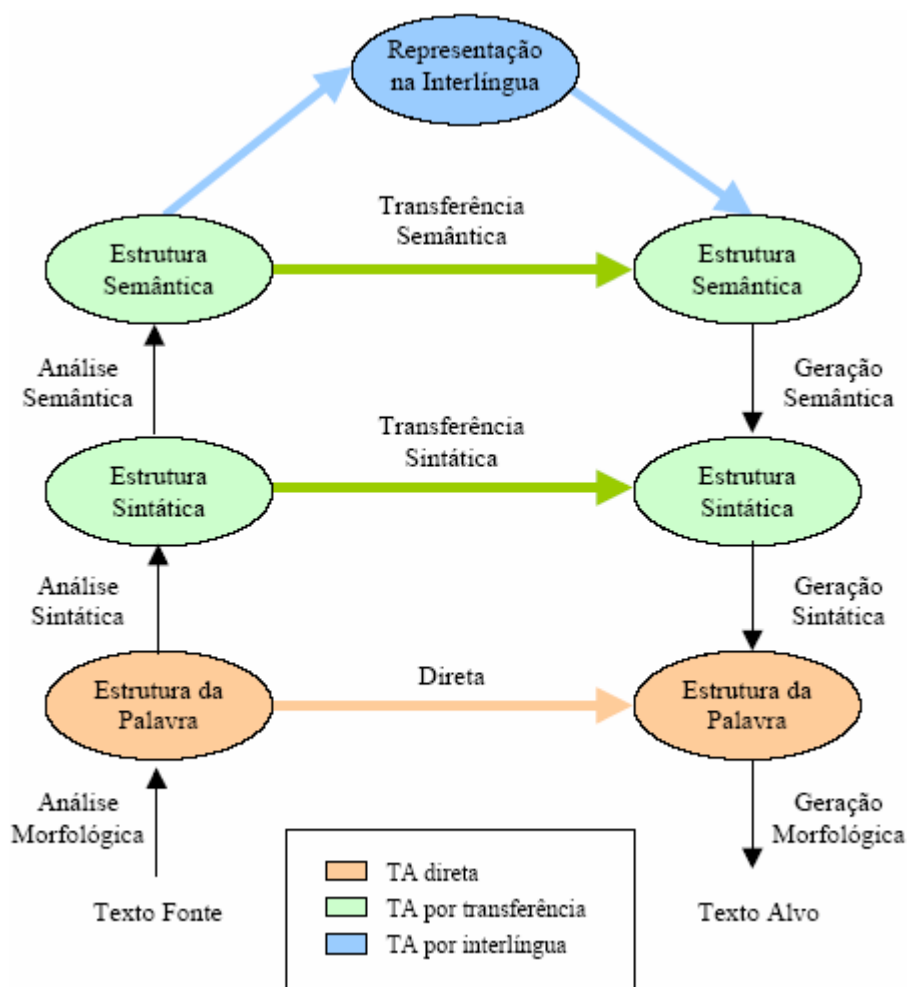 Representação
na Interlíngua
Transferência
Semântica
Estrutura
Semântica
Estrutura
Semântica
Análise
Semântica
Geração
Semântica
Transferência
Sintática
Estrutura
Sintática
Estrutura
Sintática
Análise
Sintática
Geração
Sintática
Direta
Estrutura da
Palavra
Estrutura da
Palavra
Análise
Morfológica
Geração
Morfológica
TA direta
Texto Fonte
TA por transferência
Texto Alvo
TA por interlíngua